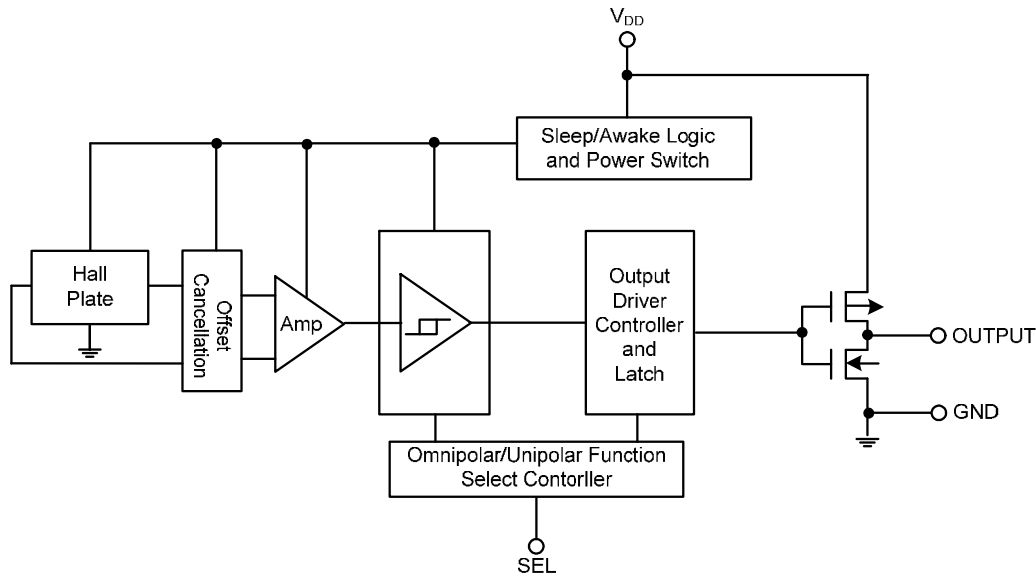 VDD
Sleep/Awake Logic
and Power Switch
Hall
Plate
Offset
Cancellation
Amp
Output
Driver
Controller
and
Latch
OUTPUT
GND
Omnipolar/Unipolar Function
Select Contorller
SEL